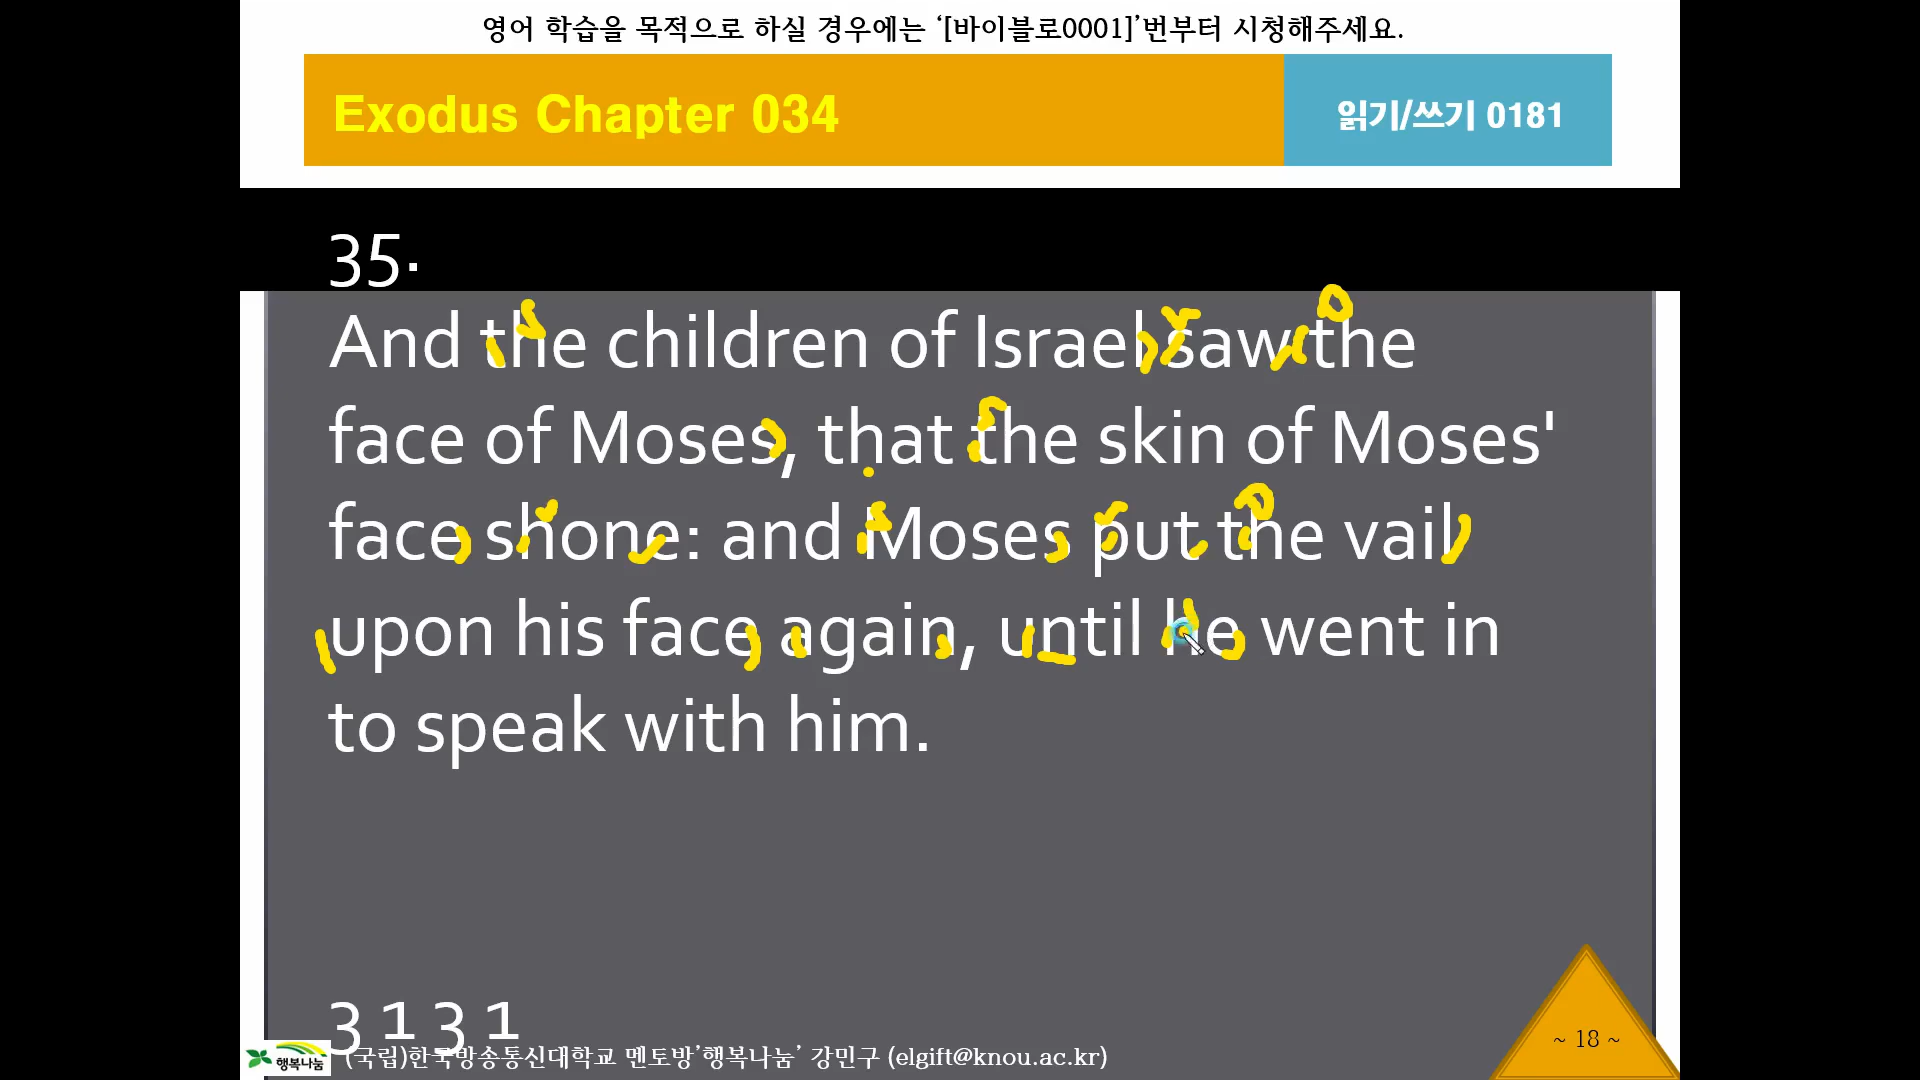 영어 학습을 목적으로 하실 경우에는 ‘[바이블로0001]’번부터 시청해주세요.
Exodus Chapter 034
읽기/쓰기 0181
35.
And the children of Israel saw the
face of Moses, that the skin of Moses'
face shone: and Moses put the vail
upon his face again, until he went in
to speak with him.
3131
행복나눔
(국립)한국방송통신대학교 멘토방’행복나눔’ 강민구 (elgift@knou.ac.kr)
~ 18 ~